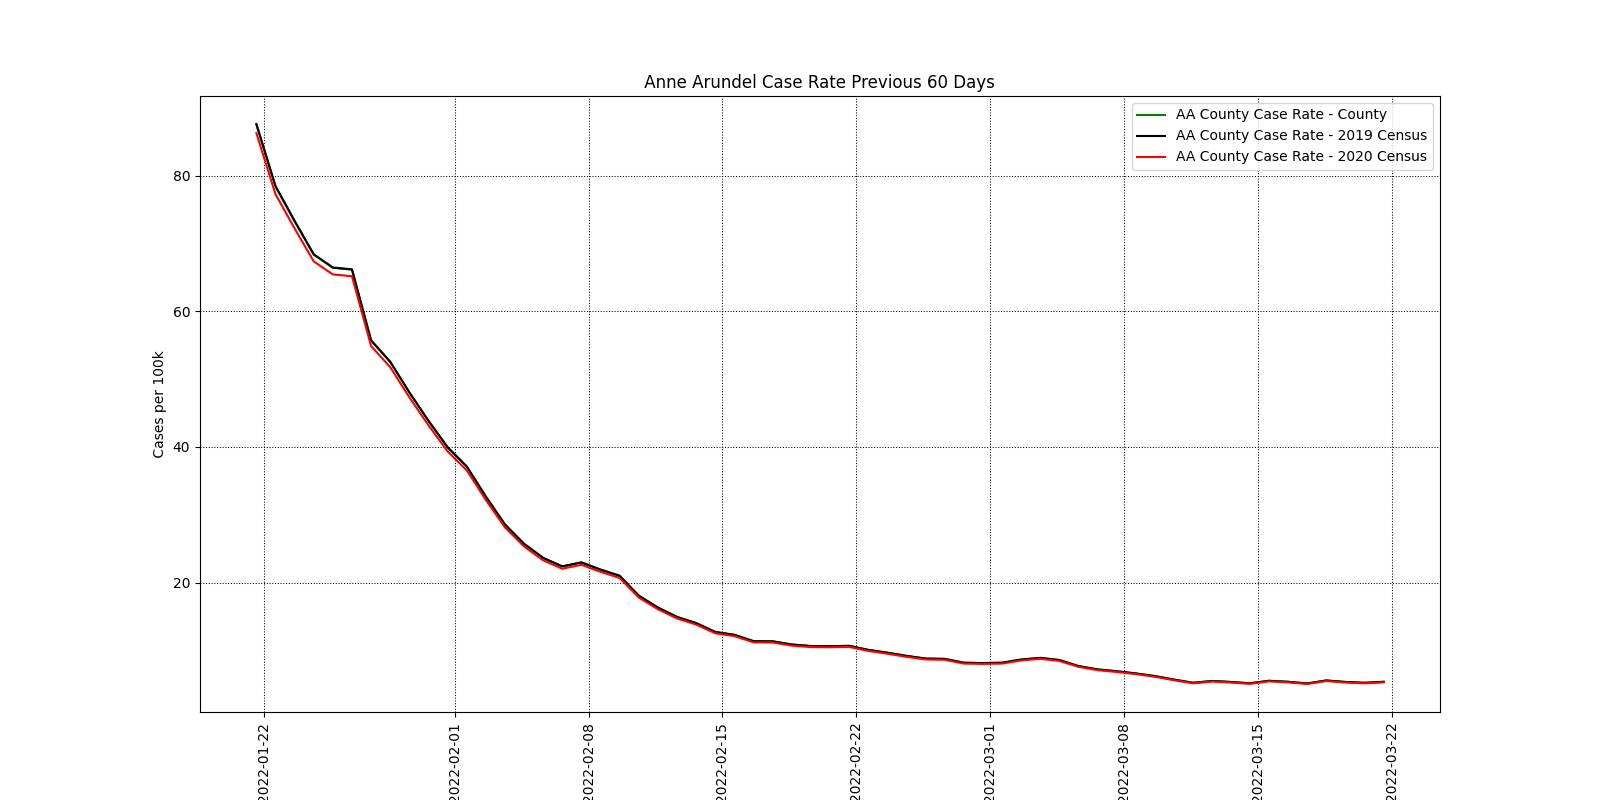 Anne Arundel Case Rate Previous 60 Days
AA County Case Rate - County
AA County Case Rate - 2019 Census
AA County Case Rate - 2020 Census
Cases per 100k
80
60
40
20
2022-01-22
2022-02-01
2022-02-08
2022-02-15
2022-02-22
2022-03-01
2022-03-08
2022-03-15
2022-03-22